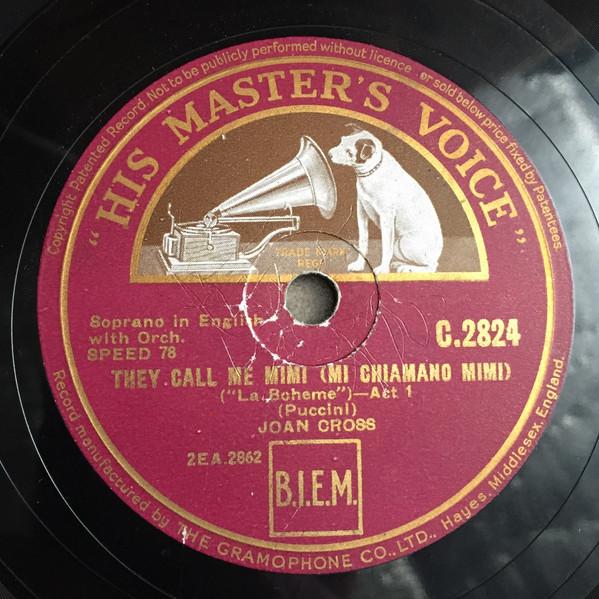 Copyright Patented Record. Not to be publicly performed without licence or sold below price fixed by Patentees.
"HIS MASTER'S VOICE"
TRADE MARK
REGD
Soprano in English
with Orch.
SPEED 78
C.2824
THEY CALL ME MIMI (MI CHIAMANO MIMI)
("La Boheme")—Act 1
(Puccini)
JOAN CROSS
2EA.2862
B.I.E.M.
Record manufactured by THE GRAMOPHONE CO., LTD., Hayes, Middlesex, England.